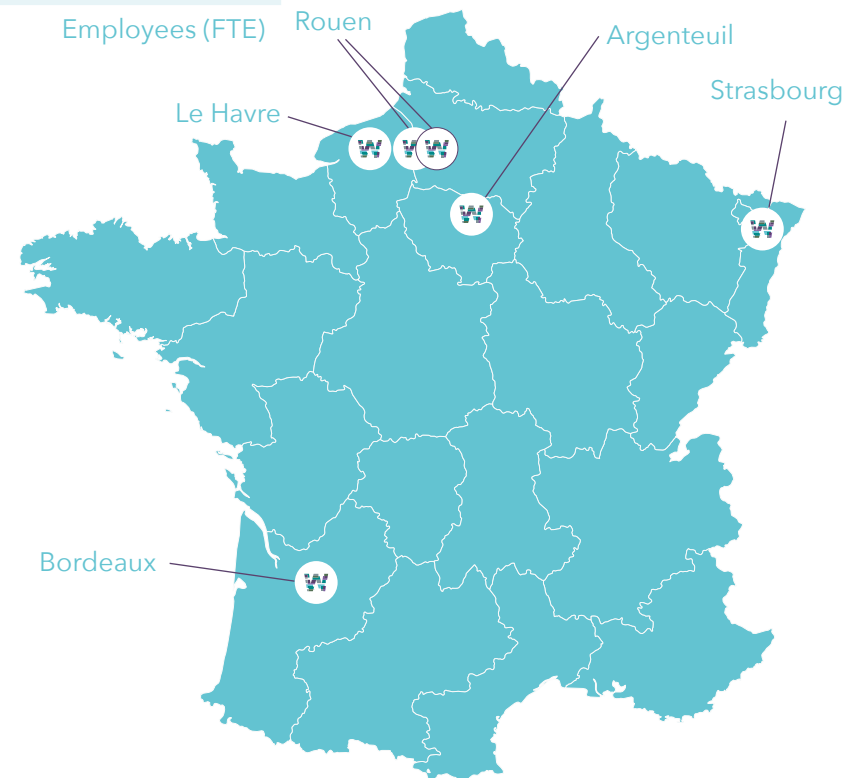 Employees (FTE)
Rouen
Argenteuil
Strasbourg
Le Havre
Bordeaux